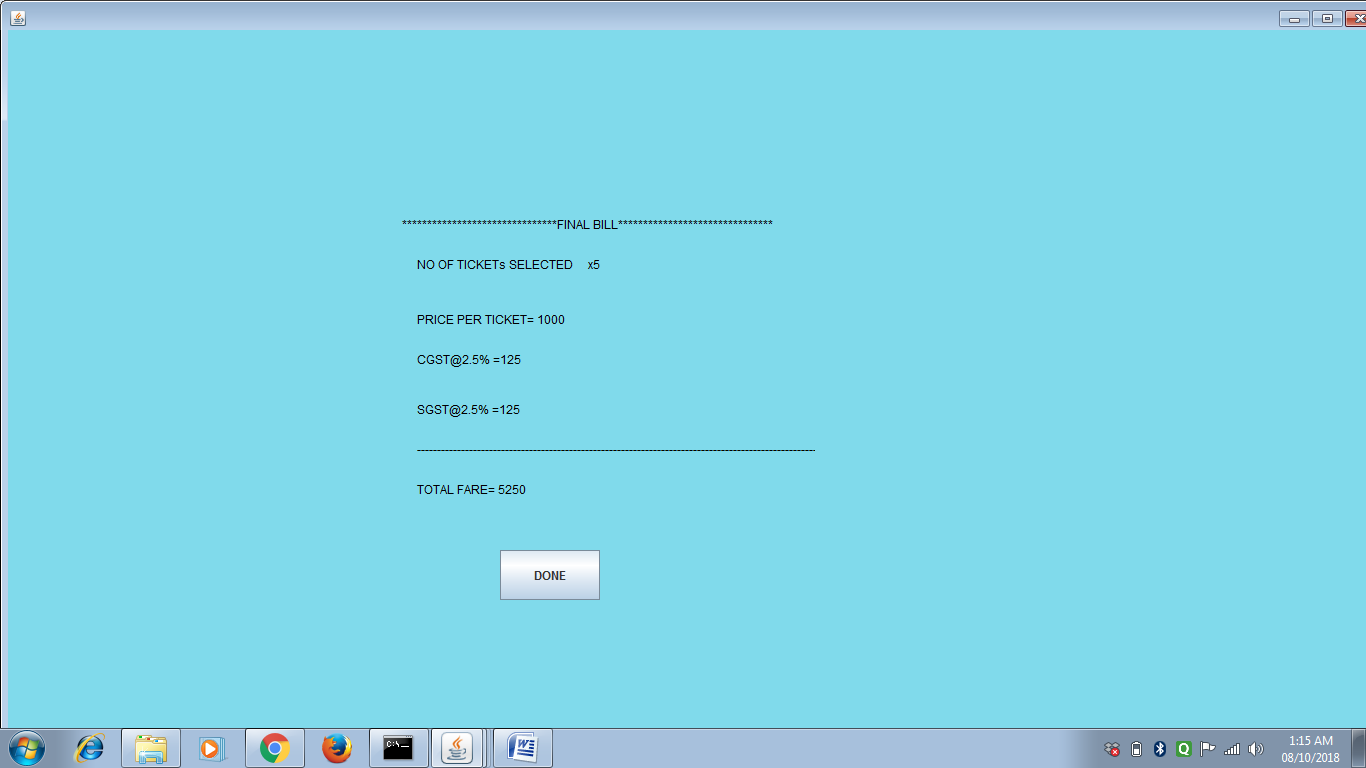 *******************************FINAL BILL*******************************
NO OF TICKETs SELECTED x5
PRICE PER TICKET= 1000
CGST@2.5% =125
SGST@2.5% =125
----------------------------------------------------------------------------------------------------
TOTAL FARE= 5250
DONE
C:\_
Q
W
1:15 AM
08/10/2018